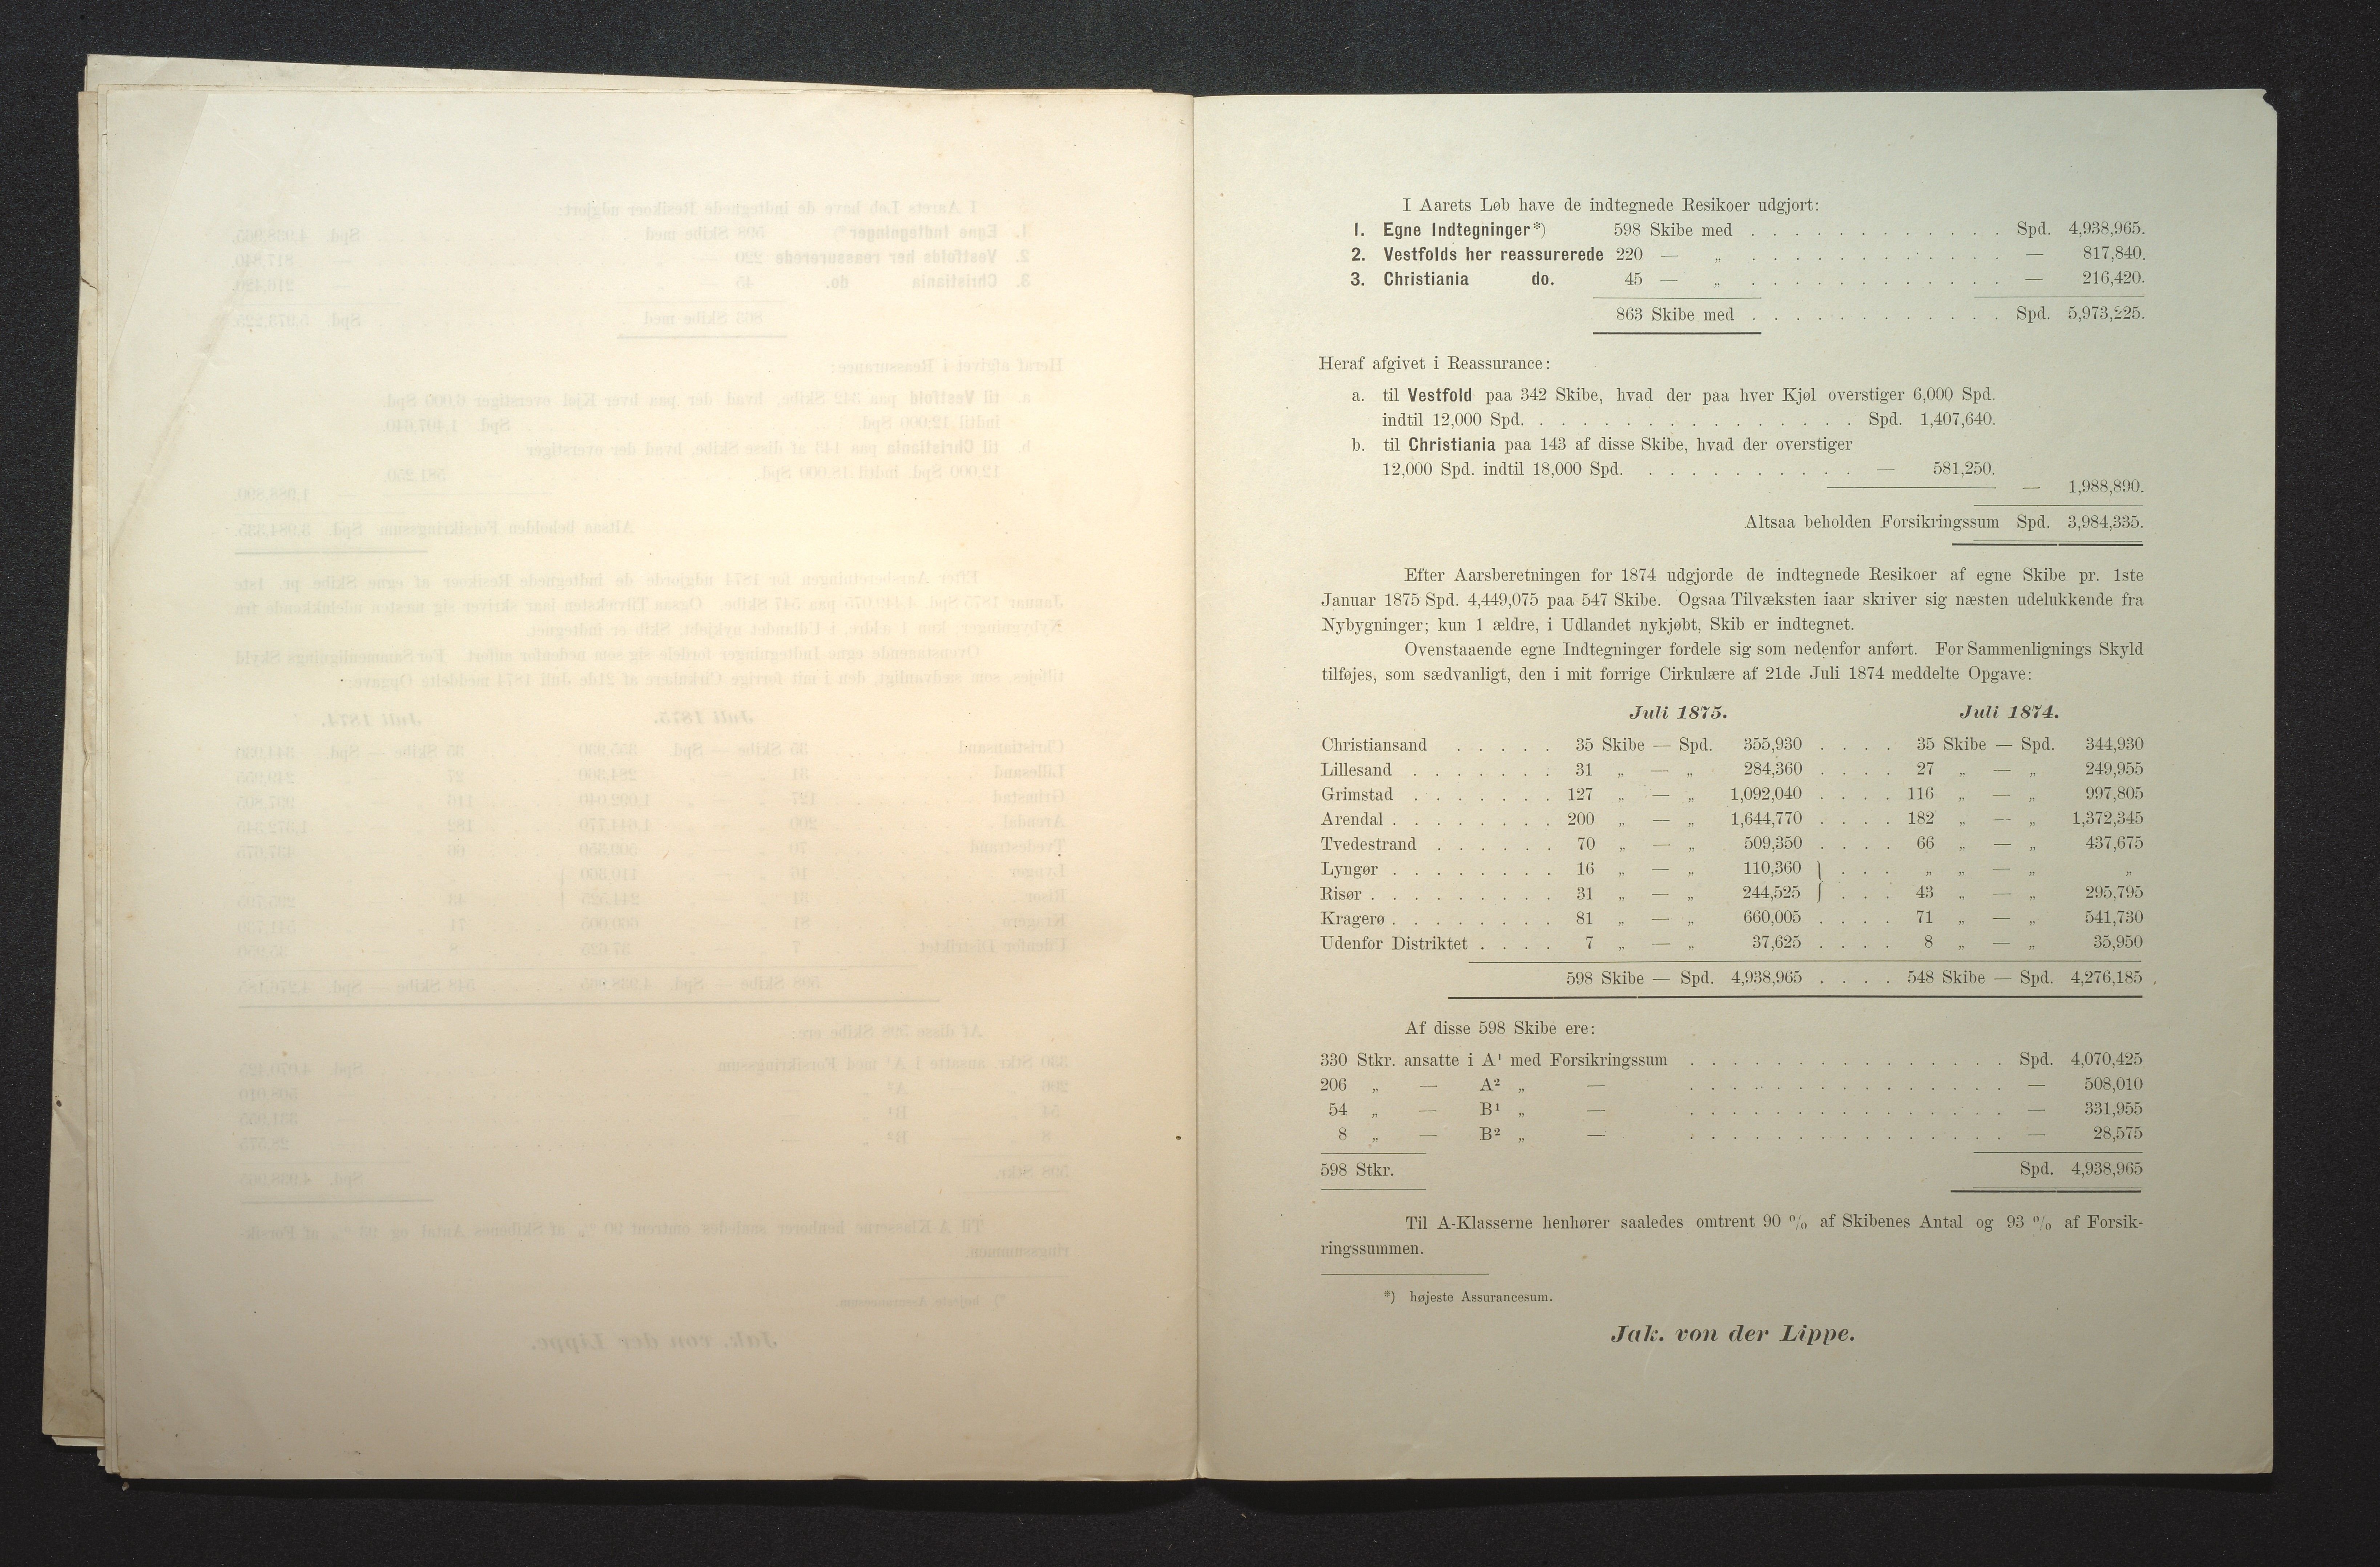 I Aarets Løb have de indtegnede Resikoer udgjort:
1. Egne Indtegninger*) 598 Skibe med . . . . . . . . . . . . Spd. 4,938,965.
2. Vestfolds her reassurerede 220 — „ . . . . . . . . . . . . — 817,840.
3. Christiania do. 45 — „ . . . . . . . . . . . . — 216,420.
863 Skibe med . . . . . . . . . . . . Spd. 5,973,225.
Heraf afgivet i Reassurance:
a. til Vestfold paa 342 Skibe, hvad der paa hver Kjøl overstiger 6,000 Spd.
indtil 12,000 Spd. . . . . . . . . . . . . . . . Spd. 1,407,640.
b. til Christiania paa 143 af disse Skibe, hvad der overstiger
12,000 Spd. indtil 18,000 Spd. . . . . . . . . . . — 581,250.
— 1,988,890.
Altsaa beholden Forsikringssum Spd. 3,984,335.
Efter Aarsberetningen for 1874 udgjorde de indtegnede Resikoer af egne Skibe pr. 1ste
Januar 1875 Spd. 4,449,075 paa 547 Skibe. Ogsaa Tilvæksten iaar skriver sig næsten udelukkende fra
Nybygninger; kun 1 ældre, i Udlandet nykjøbt, Skib er indtegnet.
Ovenstaaende egne Indtegninger fordele sig som nedenfor anført. For Sammenlignings Skyld
tilføjes, som sædvanligt, den i mit forrige Cirkulære af 21de Juli 1874 meddelte Opgave:
Juli 1875. Juli 1874.
Christiansand . . . . . 35 Skibe — Spd. 355,930 . . . . 35 Skibe — Spd. 344,930
Lillesand . . . . . . . 31 „ — „ 284,360 . . . . 27 „ — „ 249,955
Grimstad . . . . . . . 127 „ — „ 1,092,040 . . . . 116 „ — „ 997,805
Arendal . . . . . . . . 200 „ — „ 1,644,770 . . . . 182 „ — „ 1,372,345
Tvedestrand . . . . . . 70 „ — „ 509,350 . . . . 66 „ — „ 437,675
Lyngør . . . . . . . . 16 „ — „ 110,360 } . . . „ „ — „ „
Risør . . . . . . . . . 31 „ — „ 244,525 } . . . 43 „ — „ 295,795
Kragerø . . . . . . . . 81 „ — „ 660,005 . . . . 71 „ — „ 541,730
Udenfor Distriktet . . . . 7 „ — „ 37,625 . . . . 8 „ — „ 35,950
598 Skibe — Spd. 4,938,965 . . . . 548 Skibe — Spd. 4,276,185
Af disse 598 Skibe ere:
330 Stkr. ansatte i A¹ med Forsikringssum . . . . . . . . . . . . . . . Spd. 4,070,425
206 „ — A² „ — . . . . . . . . . . . . . . . — 508,010
54 „ — B¹ „ — . . . . . . . . . . . . . . . — 331,955
8 „ — B² „ — . . . . . . . . . . . . . . . — 28,575
598 Stkr. Spd. 4,938,965
Til A-Klasserne henhører saaledes omtrent 90 % af Skibenes Antal og 93 % af Forsik-
ringssummen.
*) højeste Assurancesum.
Jak. von der Lippe.